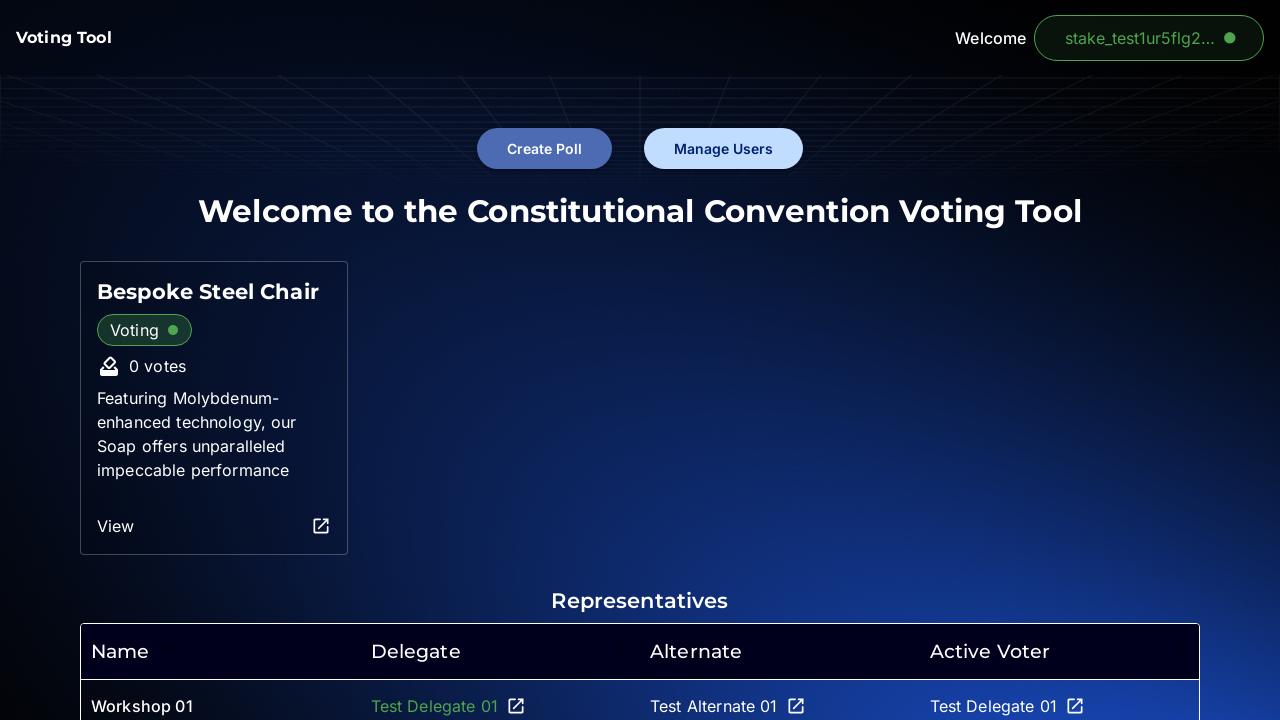 Voting Tool
Welcome stake_test1ur5flg2...
Create Poll Manage Users
Welcome to the Constitutional Convention Voting Tool
Bespoke Steel Chair
Voting
0 votes
Featuring Molybdenum-
enhanced technology, our
Soap offers unparalleled
impeccable performance
View
Representatives
Name Delegate Alternate Active Voter
Workshop 01 Test Delegate 01 Test Alternate 01 Test Delegate 01